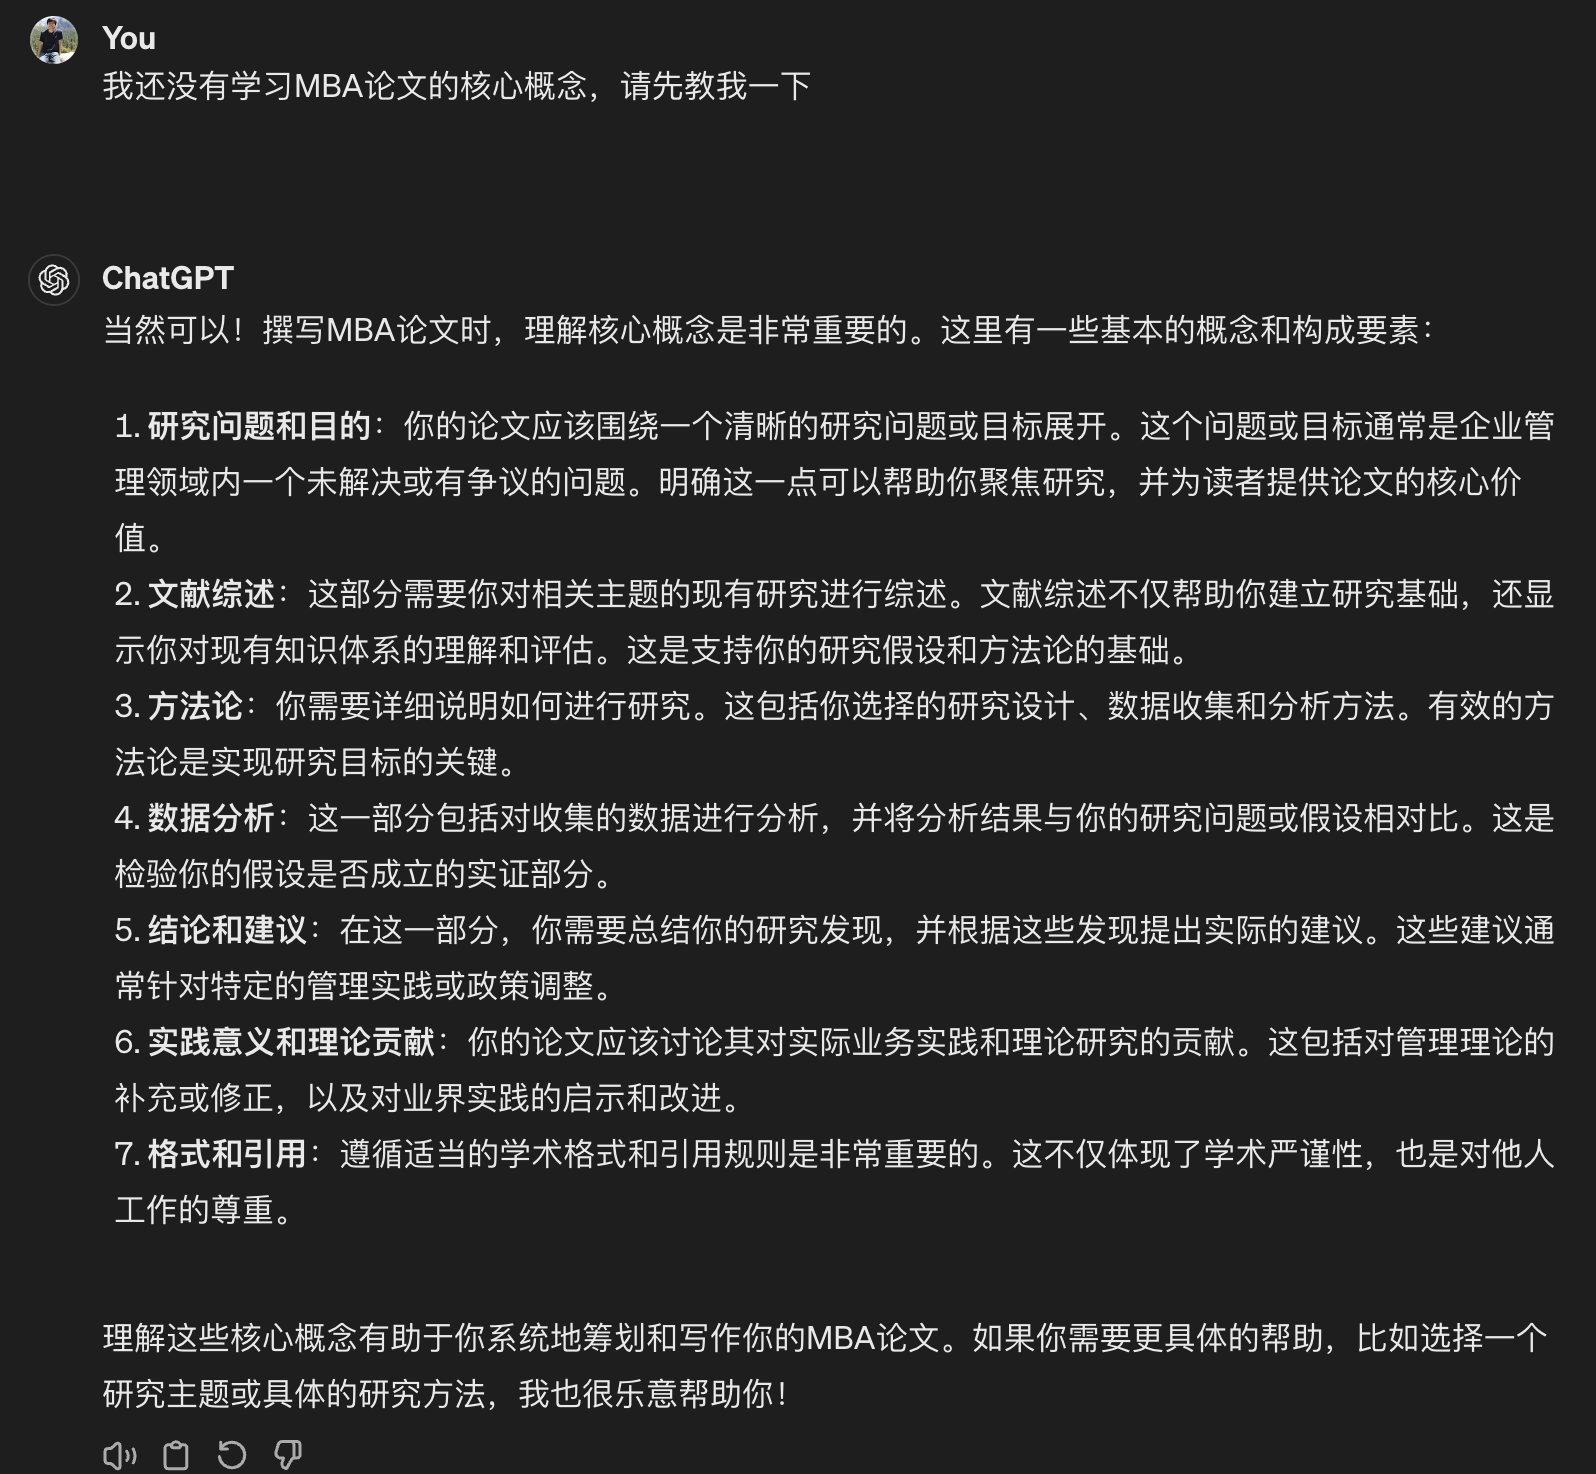 You
我还没有学习MBA论文的核心概念，请先教我一下
ChatGPT
当然可以！撰写MBA论文时，理解核心概念是非常重要的。这里有一些基本的概念和构成要素：
1. 研究问题和目的：你的论文应该围绕一个清晰的研究问题或目标展开。这个问题或目标通常是企业管
理领域内一个未解决或有争议的问题。明确这一点可以帮助你聚焦研究，并为读者提供论文的核心价
值。
2. 文献综述：这部分需要你对相关主题的现有研究进行综述。文献综述不仅帮助你建立研究基础，还显
示你对现有知识体系的理解和评估。这是支持你的研究假设和方法论的基础。
3. 方法论：你需要详细说明如何进行研究。这包括你选择的研究设计、数据收集和分析方法。有效的方
法论是实现研究目标的关键。
4. 数据分析：这一部分包括对收集的数据进行分析，并将分析结果与你的研究问题或假设相对比。这是
检验你的假设是否成立的实证部分。
5. 结论和建议：在这一部分，你需要总结你的研究发现，并根据这些发现提出实际的建议。这些建议通
常针对特定的管理实践或政策调整。
6. 实践意义和理论贡献：你的论文应该讨论其对实际业务实践和理论研究的贡献。这包括对管理理论的
补充或修正，以及对业界实践的启示和改进。
7. 格式和引用：遵循适当的学术格式和引用规则是非常重要的。这不仅体现了学术严谨性，也是对他人
工作的尊重。
理解这些核心概念有助于你系统地筹划和写作你的MBA论文。如果你需要更具体的帮助，比如选择一个
研究主题或具体的研究方法，我也很乐意帮助你！